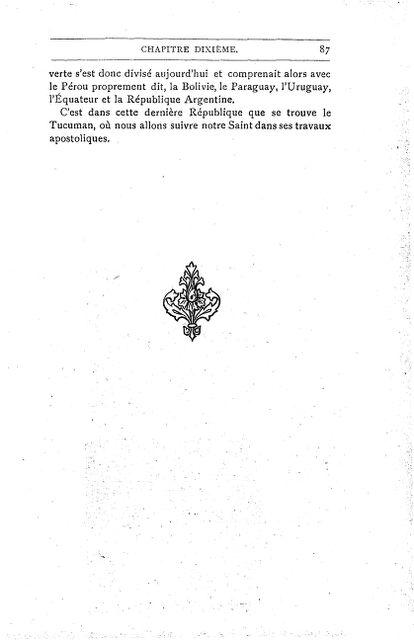 CHAPITRE DIXIÈME. 87
verte s'est donc divisé aujourd'hui et comprenait alors avec
le Pérou proprement dit, la Bolivie, le Paraguay, l'Uruguay,
l'Équateur et la République Argentine.
C'est dans cette dernière République que se trouve le
Tucuman, où nous allons suivre notre Saint dans ses travaux
apostoliques.